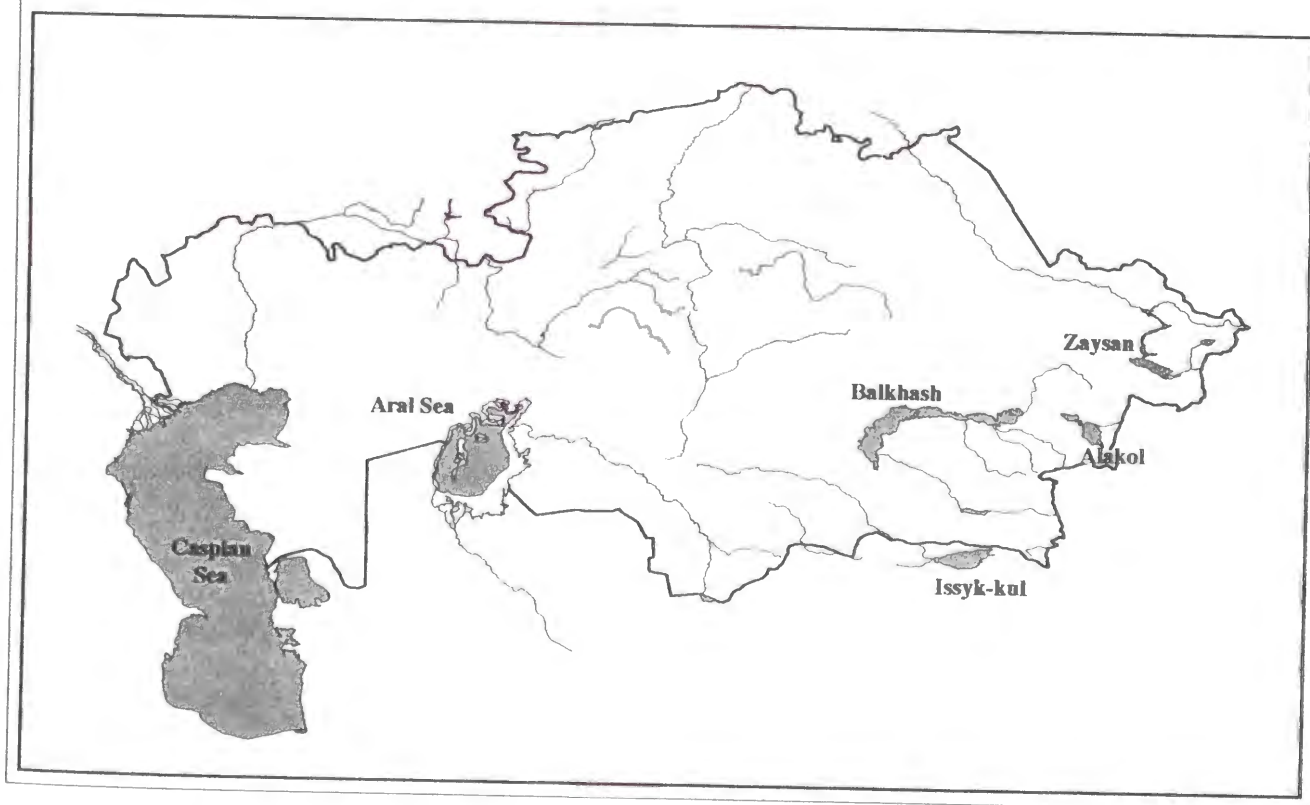 Zaysan
Balkhash
Aral Sea
Alakol
Caspian
Sea
Issyk-kul